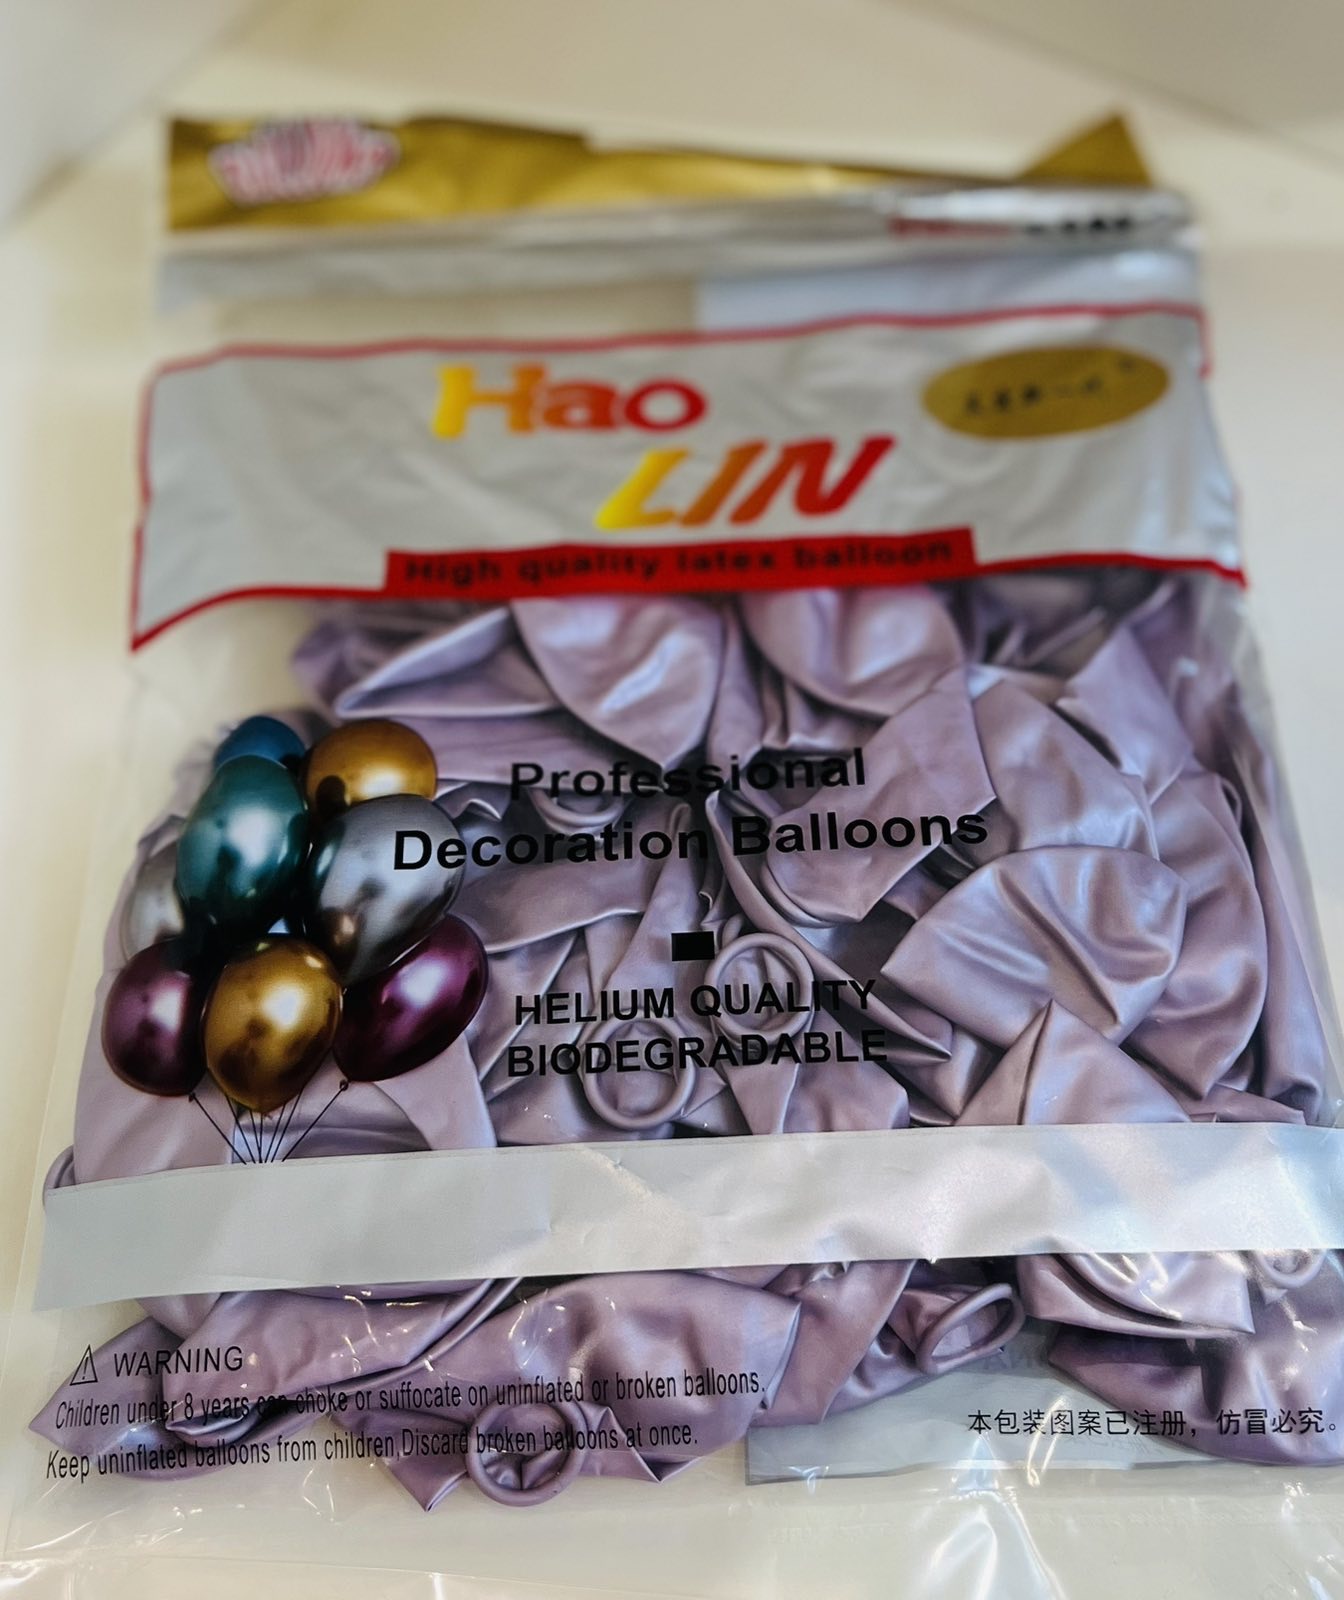 Hao
LIN
High quality latex balloon
Professional
Decoration Balloons
HELIUM QUALITY
BIODEGRADABLE
WARNING
Children under 8 years can choke or suffocate on uninflated or broken balloons.
Keep uninflated balloons from children,Discard broken balloons at once.
本包装图案已注册，仿冒必究。